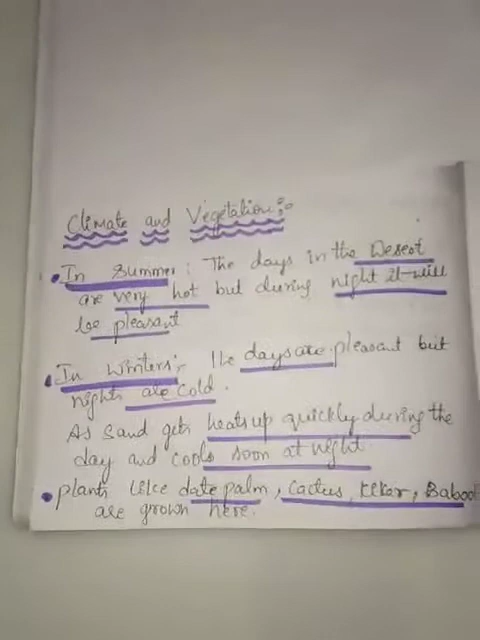 Climate and Vegetation:-
In Summer: The days in the Desert
are very hot but during night it will
be pleasant
In Winters: The days are pleasant but
nights are cold.
As Sand gets heats up quickly during the
day and cools soon at night
plants like date palm, Cactus, Kikar, Babool
are grown here.